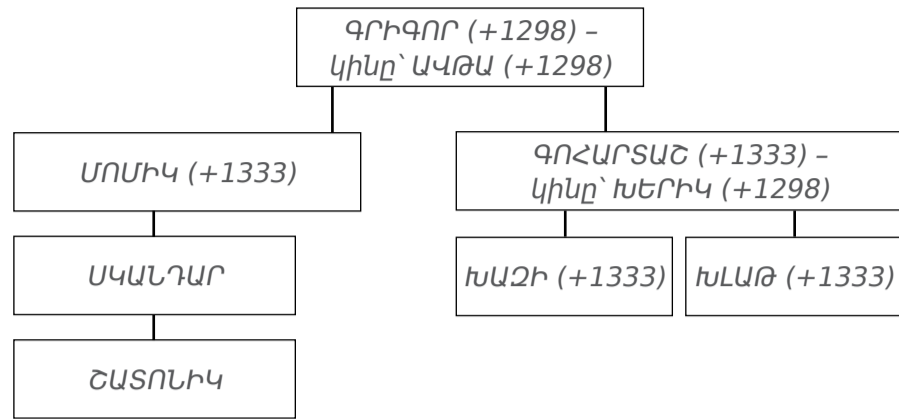 ԳՐԻԳՈՐ (+1298) –
կինը՝ ԱՎԹԱ (+1298)
ՄՈՄԻԿ (+1333)
ԳՈՀԱՐՏԱՇ (+1333) –
կինը՝ ԽԵՐԻԿ (+1298)
ՍԿԱՆԴԱՐ
ԽԱԶԻ (+1333)
ԽԼԱԹ (+1333)
ՇԱՏՈՆԻԿ